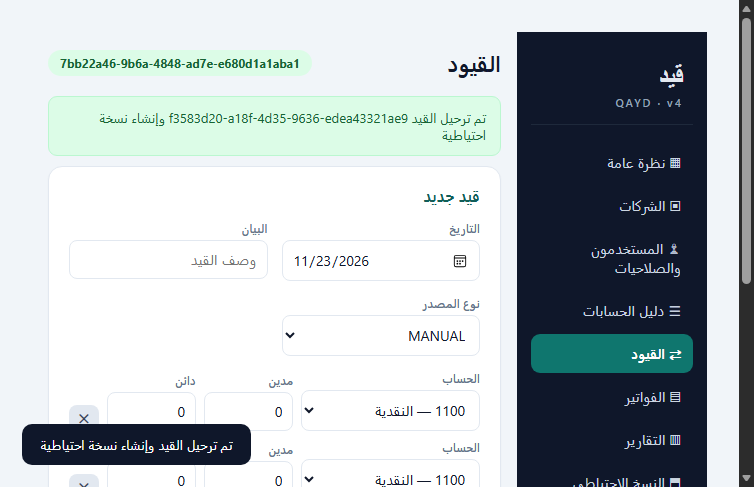 قيد
QAYD · v4
نظرة عامة
الشركات
المستخدمون
والصلاحيات
دليل الحسابات
القيود
الفواتير
التقارير
النسخ الاحتياطي
القيود
7bb22a46-9b6a-4848-ad7e-e680d1a1aba1
تم ترحيل القيد f3583d20-a18f-4d35-9636-edea43321ae9 وإنشاء نسخة
احتياطية
قيد جديد
التاريخ
البيان
11/23/2026
وصف القيد
نوع المصدر
MANUAL
الحساب
مدين
دائن
1100 — النقدية
0
0
الحساب
مدين
1100 — النقدية
0
0
تم ترحيل القيد وإنشاء نسخة احتياطية